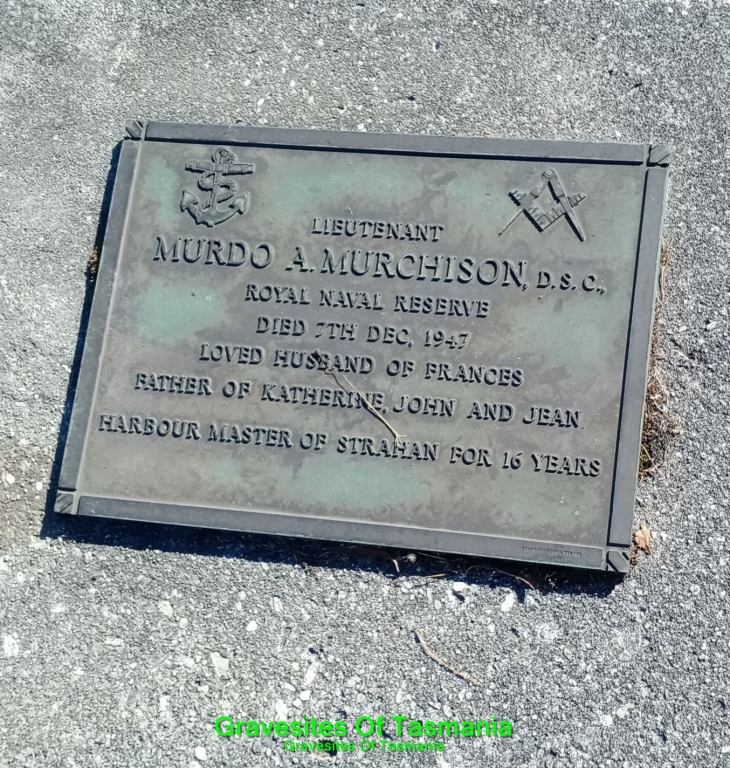 LIEUTENANT
MURDO A. MURCHISON, D.S.C.,
ROYAL NAVAL RESERVE
DIED 7TH DEC, 1947
LOVED HUSBAND OF FRANCES
FATHER OF KATHERINE, JOHN AND JEAN
HARBOUR MASTER OF STRAHAN FOR 16 YEARS
Gravesites Of Tasmania
Gravesites Of Tasmania